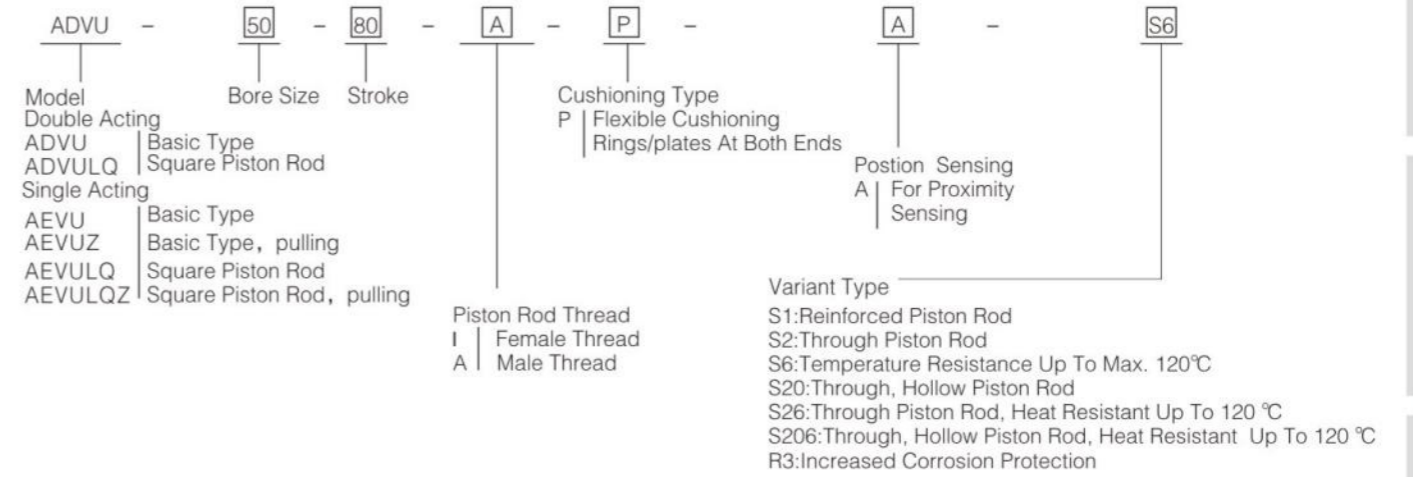 ADVU - 50 - 80 - A - P - A - S6
Model
Bore Size
Stroke
Double Acting
ADVU Basic Type
ADVULQ Square Piston Rod
Single Acting
AEVU Basic Type
AEVUZ Basic Type, pulling
AEVULQ Square Piston Rod
AEVULQZ Square Piston Rod, pulling
Cushioning Type
P Flexible Cushioning
Rings/plates At Both Ends
Postion Sensing
A For Proximity
Sensing
Piston Rod Thread
I Female Thread
A Male Thread
Variant Type
S1:Reinforced Piston Rod
S2:Through Piston Rod
S6:Temperature Resistance Up To Max. 120℃
S20:Through, Hollow Piston Rod
S26:Through Piston Rod, Heat Resistant Up To 120 ℃
S206:Through, Hollow Piston Rod, Heat Resistant Up To 120 ℃
R3:Increased Corrosion Protection